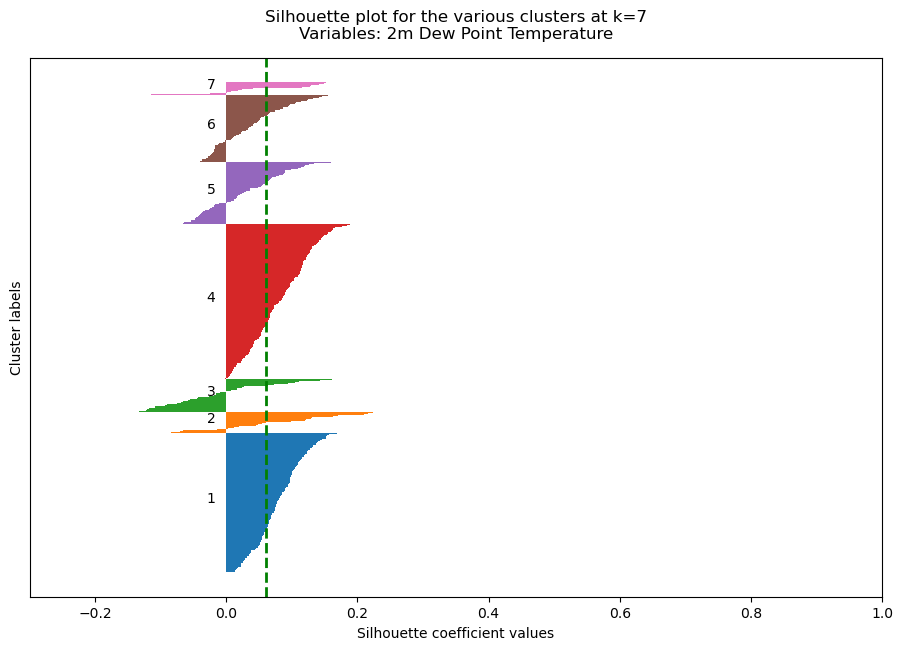 Silhouette plot for the various clusters at k=7
Variables: 2m Dew Point Temperature
7
6
5
4
3
2
1
Cluster labels
−0.2 0.0 0.2 0.4 0.6 0.8 1.0
Silhouette coefficient values